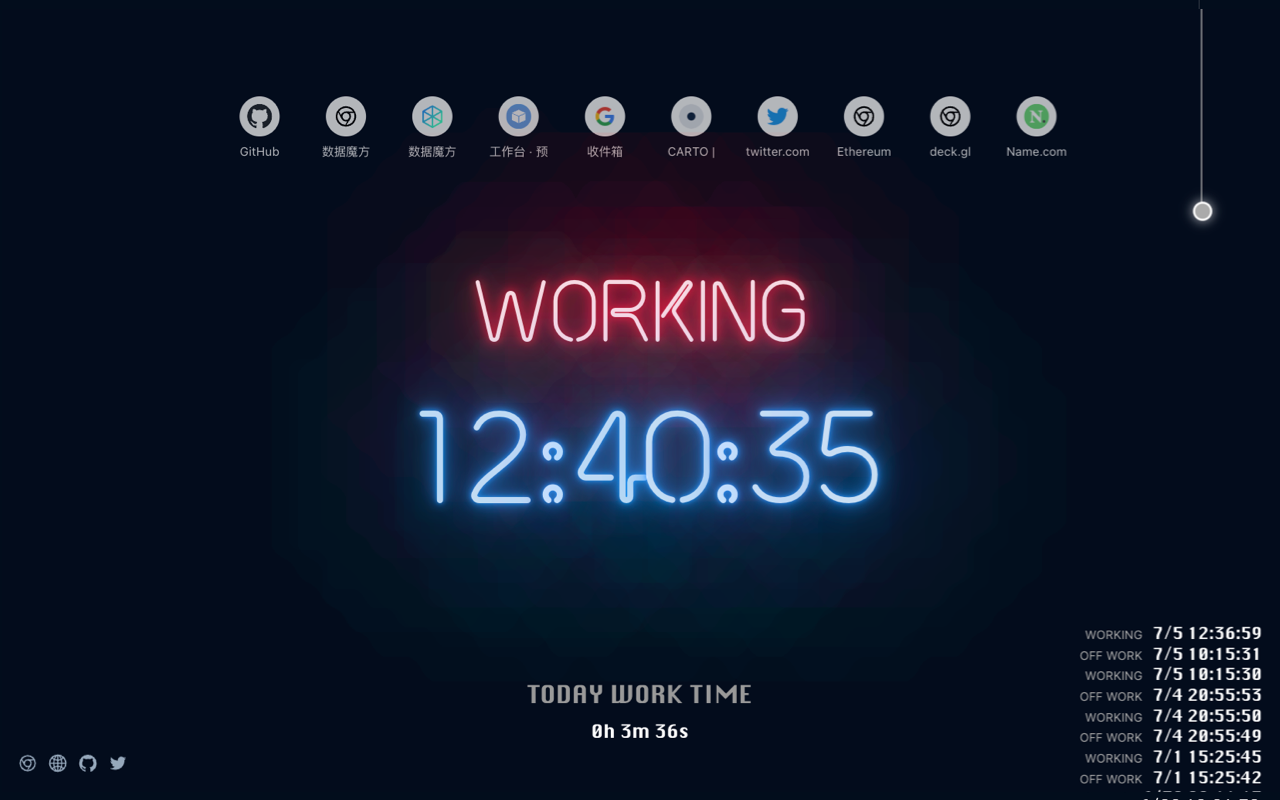 GitHub
数据魔方
数据魔方
工作台 · 预
收件箱
CARTO |
twitter.com
Ethereum
deck.gl
Name.com
WORKING
12:40:35
TODAY WORK TIME
0h 3m 36s
WORKING 7/5 12:36:59
OFF WORK 7/5 10:15:31
WORKING 7/5 10:15:30
OFF WORK 7/4 20:55:53
WORKING 7/4 20:55:50
OFF WORK 7/4 20:55:49
WORKING 7/1 15:25:45
OFF WORK 7/1 15:25:42